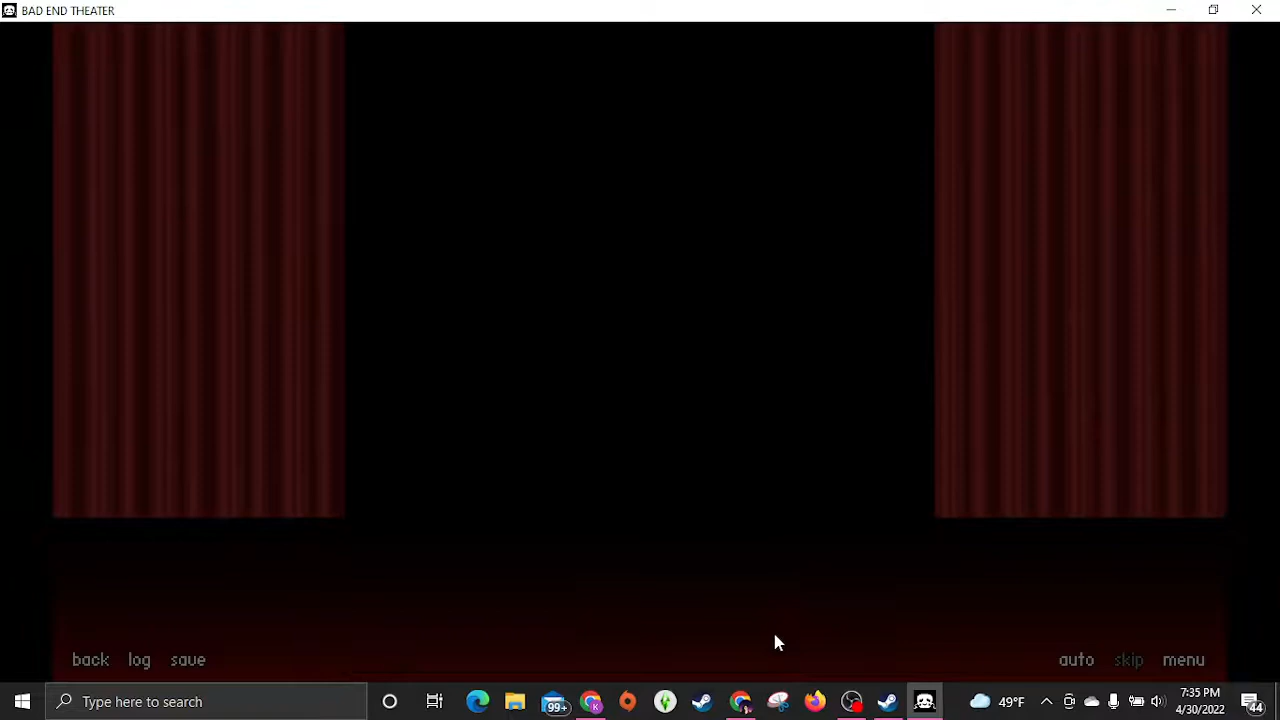 BAD END THEATER
back log save auto skip menu
99+
K
Type here to search
49°F
7:35 PM
4/30/2022
44